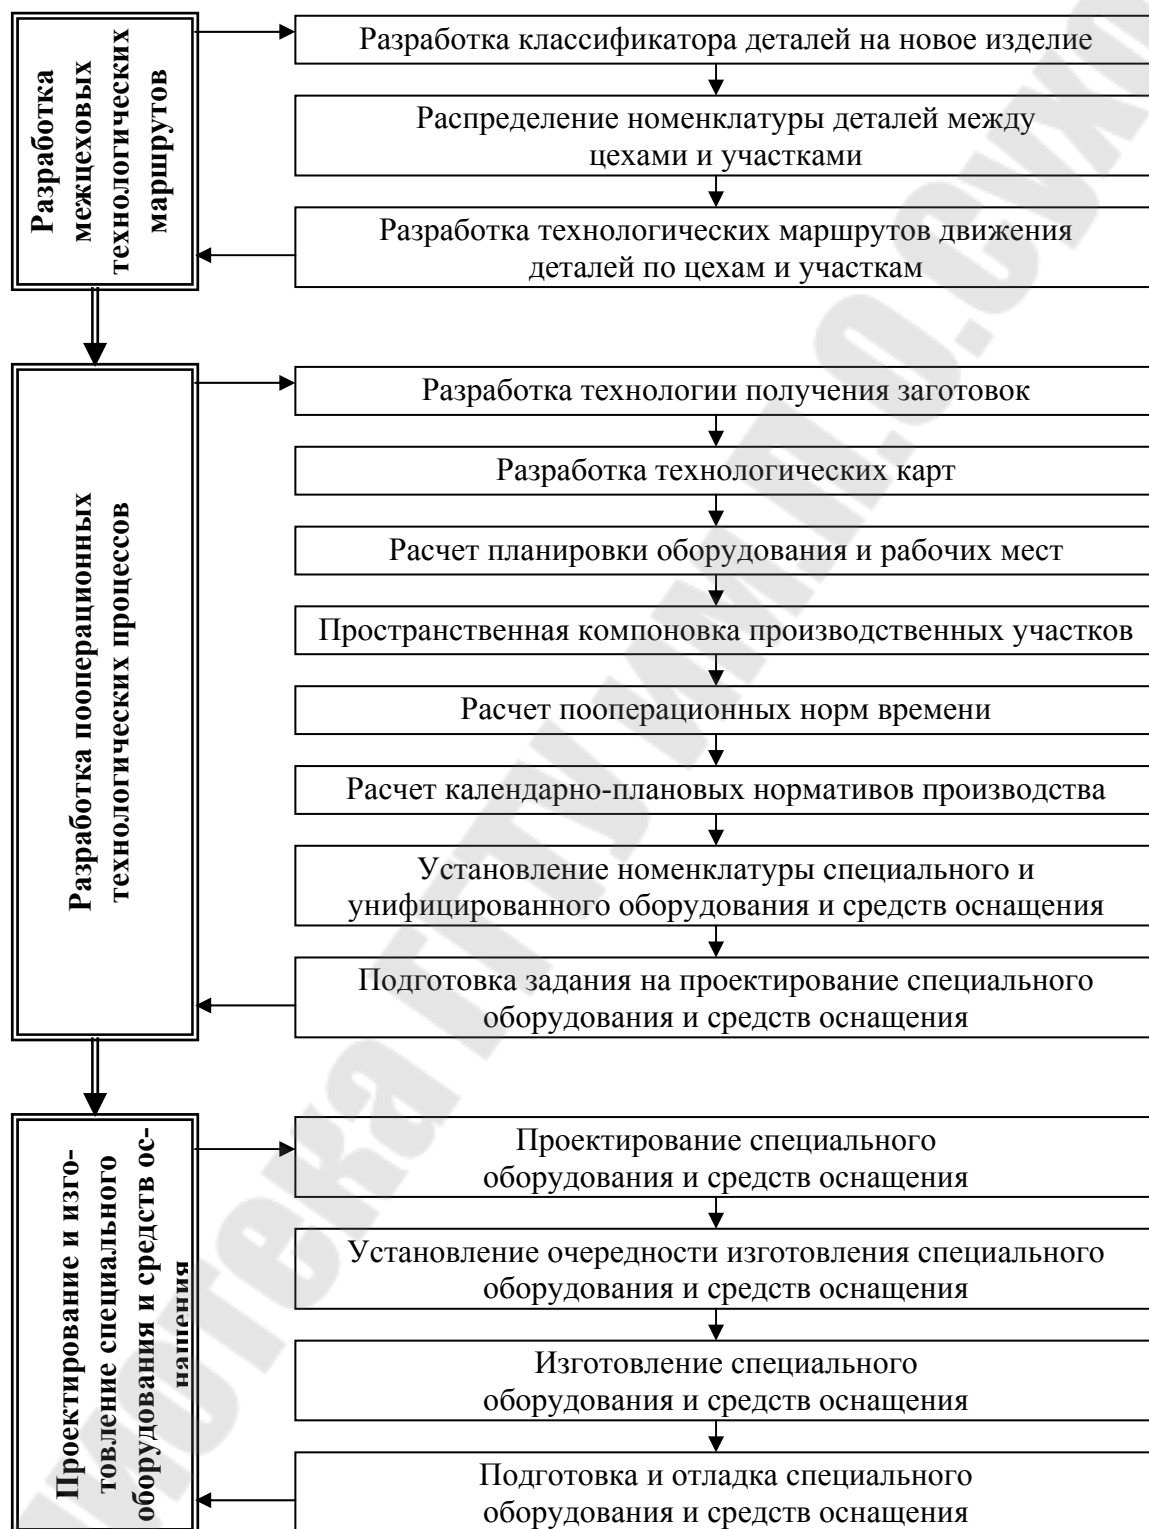 Разработка
межцеховых
технологических
маршрутов
Разработка классификатора деталей на новое изделие
Распределение номенклатуры деталей между
цехами и участками
Разработка технологических маршрутов движения
деталей по цехам и участкам
Разработка пооперационных
технологических процессов
Разработка технологии получения заготовок
Разработка технологических карт
Расчет планировки оборудования и рабочих мест
Пространственная компоновка производственных участков
Расчет пооперационных норм времени
Расчет календарно-плановых нормативов производства
Установление номенклатуры специального и
унифицированного оборудования и средств оснащения
Подготовка задания на проектирование специального
оборудования и средств оснащения
Проектирование и изго-
товление специального
оборудования и средств ос-
нащения
Проектирование специального
оборудования и средств оснащения
Установление очередности изготовления специального
оборудования и средств оснащения
Изготовление специального
оборудования и средств оснащения
Подготовка и отладка специального
оборудования и средств оснащения